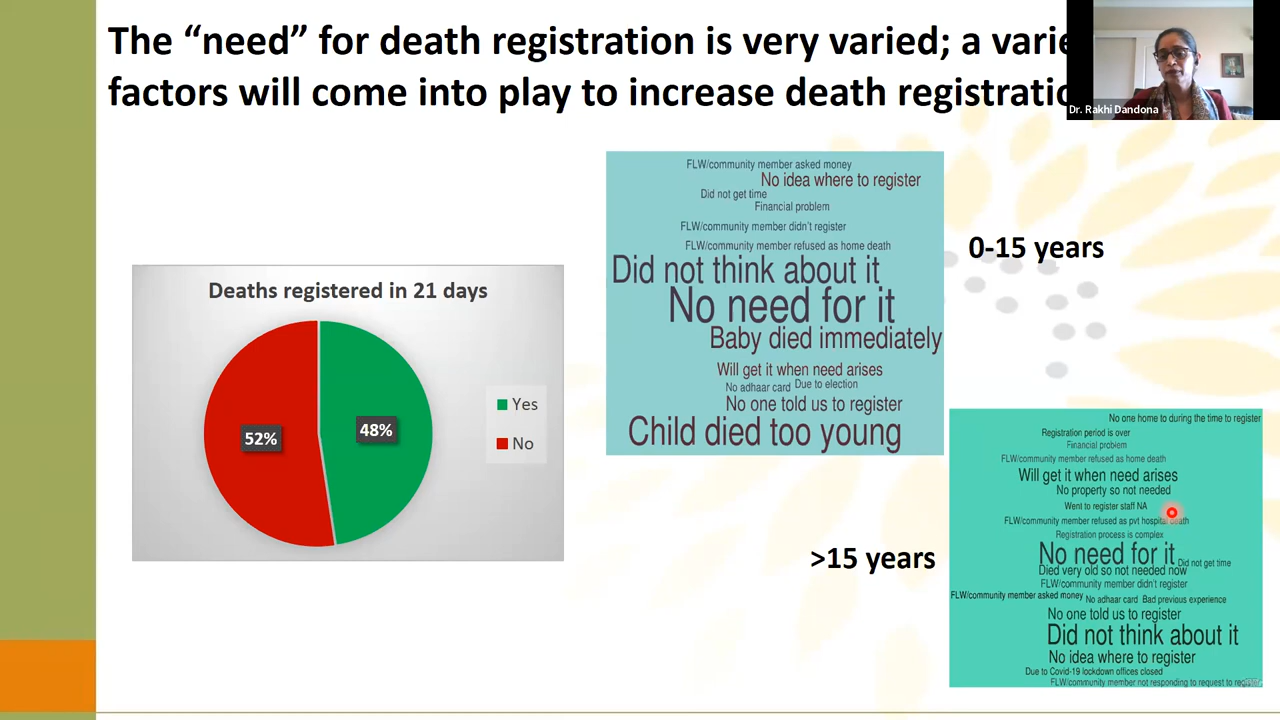 The “need” for death registration is very varied; a
factors will come into play to increase death
Dr. Rakhi Dandona
Deaths registered in 21 days
52%
48%
Yes
No
FLW/community member asked money
No idea where to register
Did not get time
Financial problem
FLW/community member didn't register
FLW/community member refused as home death
Did not think about it
No need for it
Baby died immediately
Will get it when need arises
No adhaar card
Due to election
No one told us to register
Child died too young
0-15 years
>15 years
No one home to during the time to register
Registration period is over
Financial problem
FLW/community member refused as home death
Will get it when need arises
No property so not needed
Went to register staff NA
FLW/community member refused as pvt hospital death
Registration process is complex
No need for it
Did not get time
Died very old so not needed now
FLW/community member didn't register
FLW/community member asked money
No adhaar card
Bad previous experience
No one told us to register
Did not think about it
No idea where to register
Due to Covid-19 lockdown offices closed
FLW/community member not responding to request to